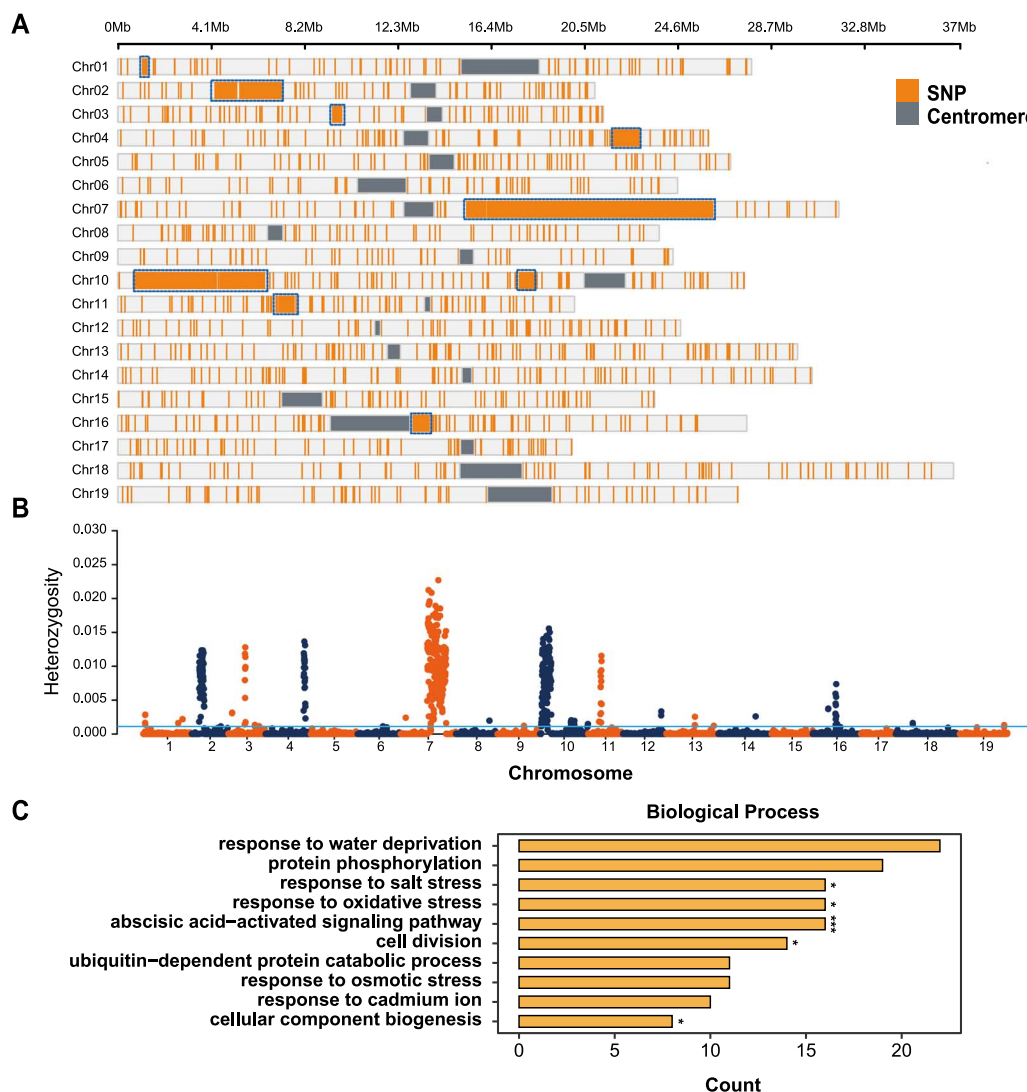 A
0Mb 4.1Mb 8.2Mb 12.3Mb 16.4Mb 20.5Mb 24.6Mb 28.7Mb 32.8Mb 37Mb
Chr01
Chr02
Chr03
Chr04
Chr05
Chr06
Chr07
Chr08
Chr09
Chr10
Chr11
Chr12
Chr13
Chr14
Chr15
Chr16
Chr17
Chr18
Chr19
SNP
Centromere
B
Heterozygosity
0.030
0.025
0.020
0.015
0.010
0.005
0.000
1 2 3 4 5 6 7 8 9 10 11 12 13 14 15 16 17 18 19
Chromosome
C
Biological Process
response to water deprivation
protein phosphorylation
response to salt stress *
response to oxidative stress *
abscisic acid−activated signaling pathway ***
cell division *
ubiquitin−dependent protein catabolic process
response to osmotic stress
response to cadmium ion
cellular component biogenesis *
0 5 10 15 20
Count